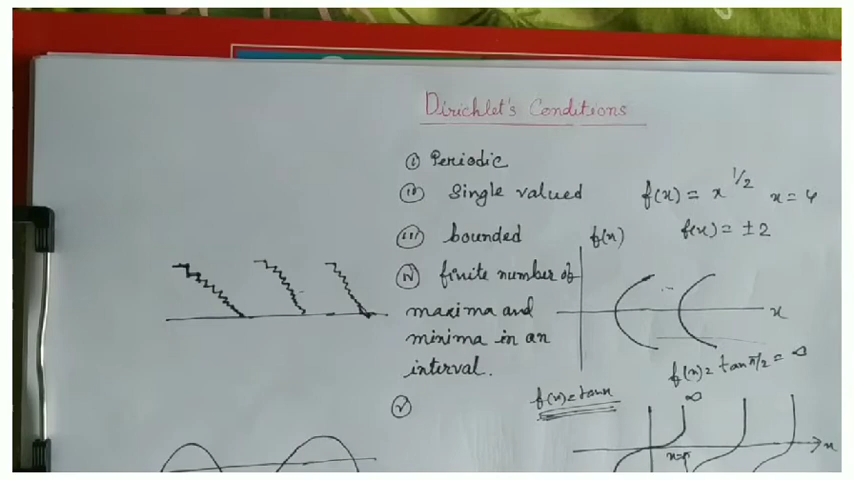 Dirichlet's Conditions
(i) Periodic
(ii) Single valued f(x) = x^1/2 x = 4
(iii) bounded f(x) f(x) = ±2
(iv) finite number of
maxima and x
minima in an
interval. f(x) = tan π/2 = ∞
(v) f(x) = tanx ∞
x